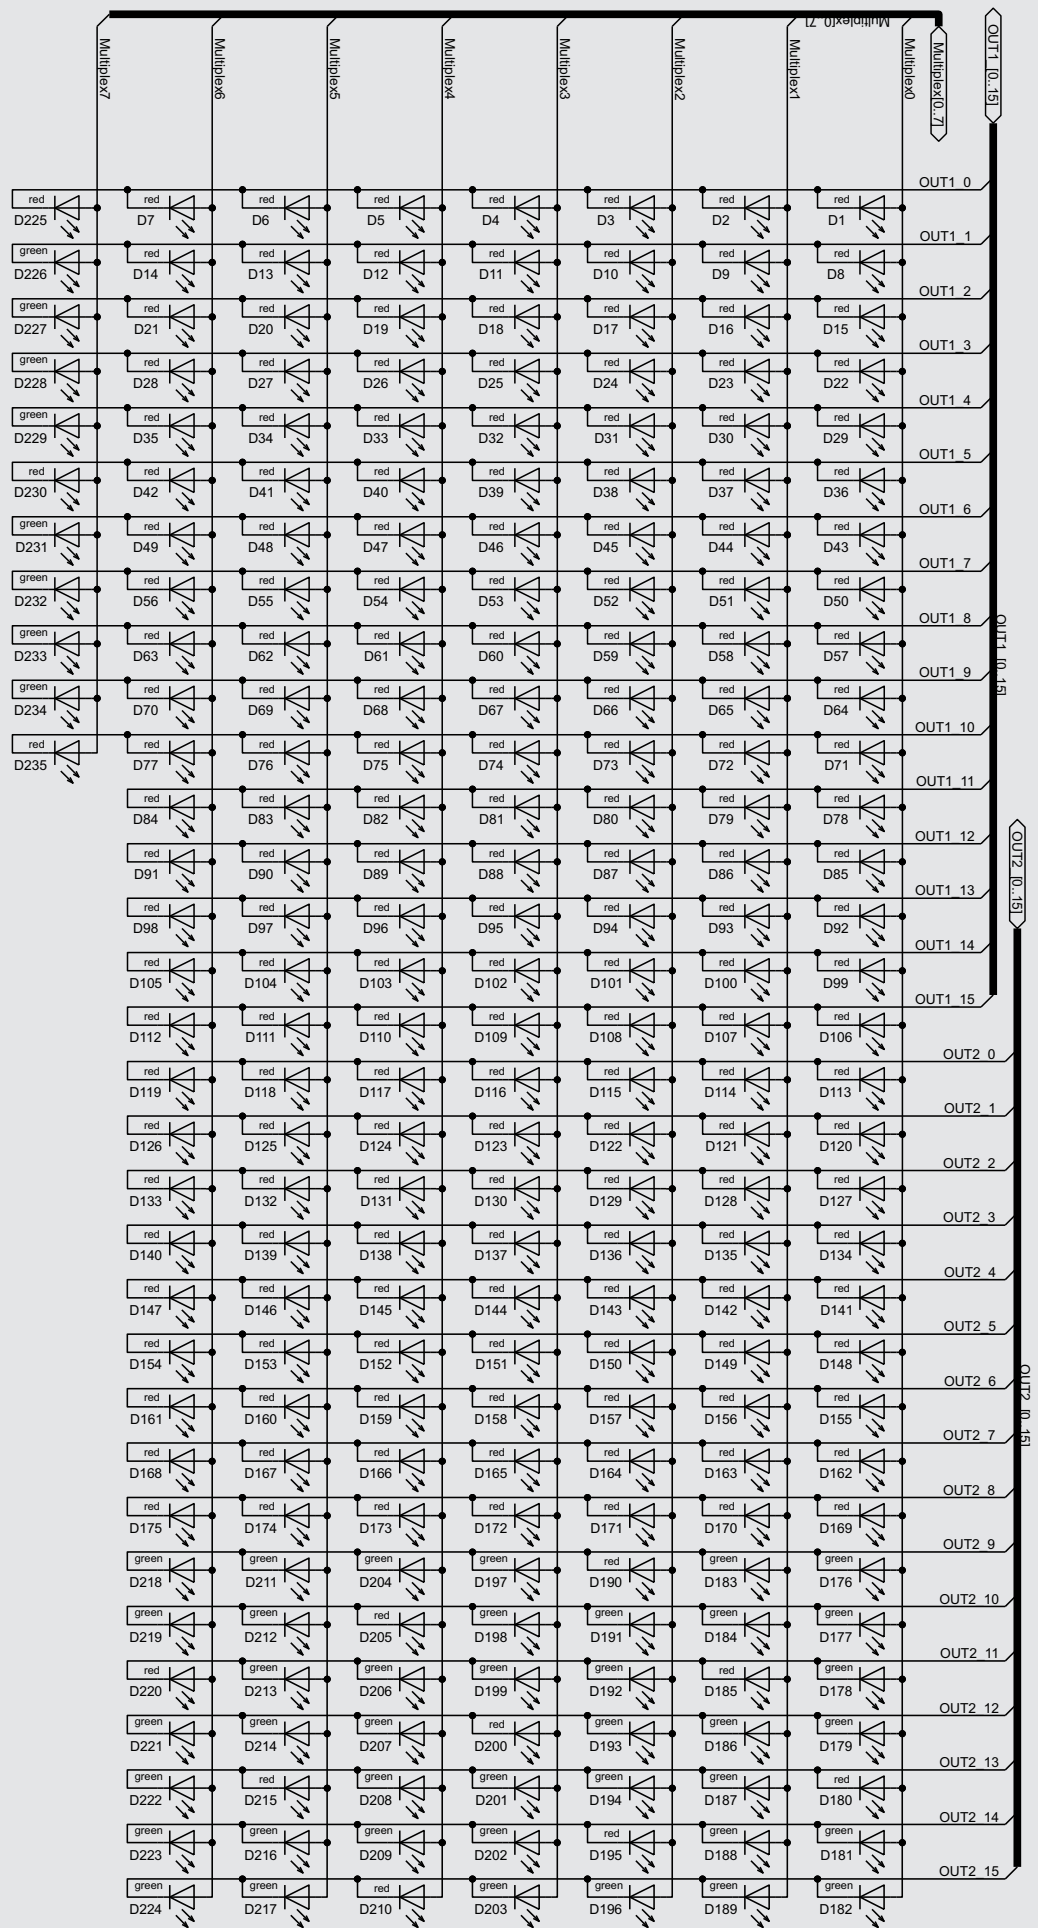 Multiplex[0..7]
Multiplex7 Multiplex6 Multiplex5 Multiplex4 Multiplex3 Multiplex2 Multiplex1 Multiplex0 Multiplex[0..7] OUT1_[0..15]
OUT1_0
red red red red red red red red
D225 D7 D6 D5 D4 D3 D2 D1
OUT1_1
green red red red red red red red
D226 D14 D13 D12 D11 D10 D9 D8
OUT1_2
green red red red red red red red
D227 D21 D20 D19 D18 D17 D16 D15
OUT1_3
green red red red red red red red
D228 D28 D27 D26 D25 D24 D23 D22
OUT1_4
green red red red red red red red
D229 D35 D34 D33 D32 D31 D30 D29
OUT1_5
red red red red red red red red
D230 D42 D41 D40 D39 D38 D37 D36
OUT1_6
green red red red red red red red
D231 D49 D48 D47 D46 D45 D44 D43
OUT1_7
green red red red red red red red
D232 D56 D55 D54 D53 D52 D51 D50
OUT1_8
OUT1_[0..15]
green red red red red red red red
D233 D63 D62 D61 D60 D59 D58 D57
OUT1_9
green red red red red red red red
D234 D70 D69 D68 D67 D66 D65 D64
OUT1_10
red red red red red red red red
D235 D77 D76 D75 D74 D73 D72 D71
OUT1_11
red red red red red red red
D84 D83 D82 D81 D80 D79 D78
OUT1_12
OUT2_[0..15]
red red red red red red red
D91 D90 D89 D88 D87 D86 D85
OUT1_13
red red red red red red red
D98 D97 D96 D95 D94 D93 D92
OUT1_14
red red red red red red red
D105 D104 D103 D102 D101 D100 D99
OUT1_15
red red red red red red red
D112 D111 D110 D109 D108 D107 D106
OUT2_0
red red red red red red red
D119 D118 D117 D116 D115 D114 D113
OUT2_1
red red red red red red red
D126 D125 D124 D123 D122 D121 D120
OUT2_2
red red red red red red red
D133 D132 D131 D130 D129 D128 D127
OUT2_3
red red red red red red red
D140 D139 D138 D137 D136 D135 D134
OUT2_4
red red red red red red red
D147 D146 D145 D144 D143 D142 D141
OUT2_5
red red red red red red red
D154 D153 D152 D151 D150 D149 D148
OUT2_6
OUT2_[0..15]
red red red red red red red
D161 D160 D159 D158 D157 D156 D155
OUT2_7
red red red red red red red
D168 D167 D166 D165 D164 D163 D162
OUT2_8
red red red red red red red
D175 D174 D173 D172 D171 D170 D169
OUT2_9
green green green green red green green
D218 D211 D204 D197 D190 D183 D176
OUT2_10
green green red green green green green
D219 D212 D205 D198 D191 D184 D177
OUT2_11
red green green green green red green
D220 D213 D206 D199 D192 D185 D178
OUT2_12
green green green red green green green
D221 D214 D207 D200 D193 D186 D179
OUT2_13
green red green green green green red
D222 D215 D208 D201 D194 D187 D180
OUT2_14
green green green green red green green
D223 D216 D209 D202 D195 D188 D181
OUT2_15
green green red green green green green
D224 D217 D210 D203 D196 D189 D182